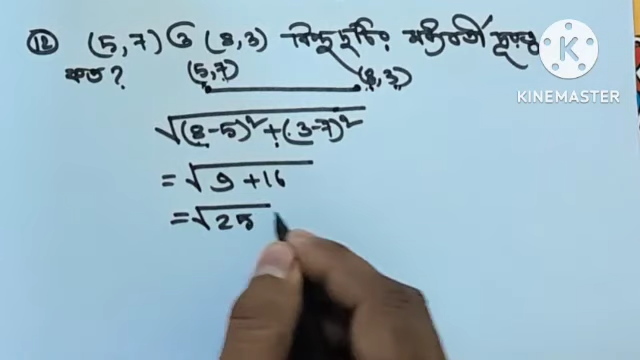 (12) (5,7) ও (8,3) বিন্দু দুটির মধ্যবর্তী দূরত্ব
কত ?
(5,7) (8,3)
KINEMASTER
√(8-5)²+(3-7)²
= √9+16
= √25